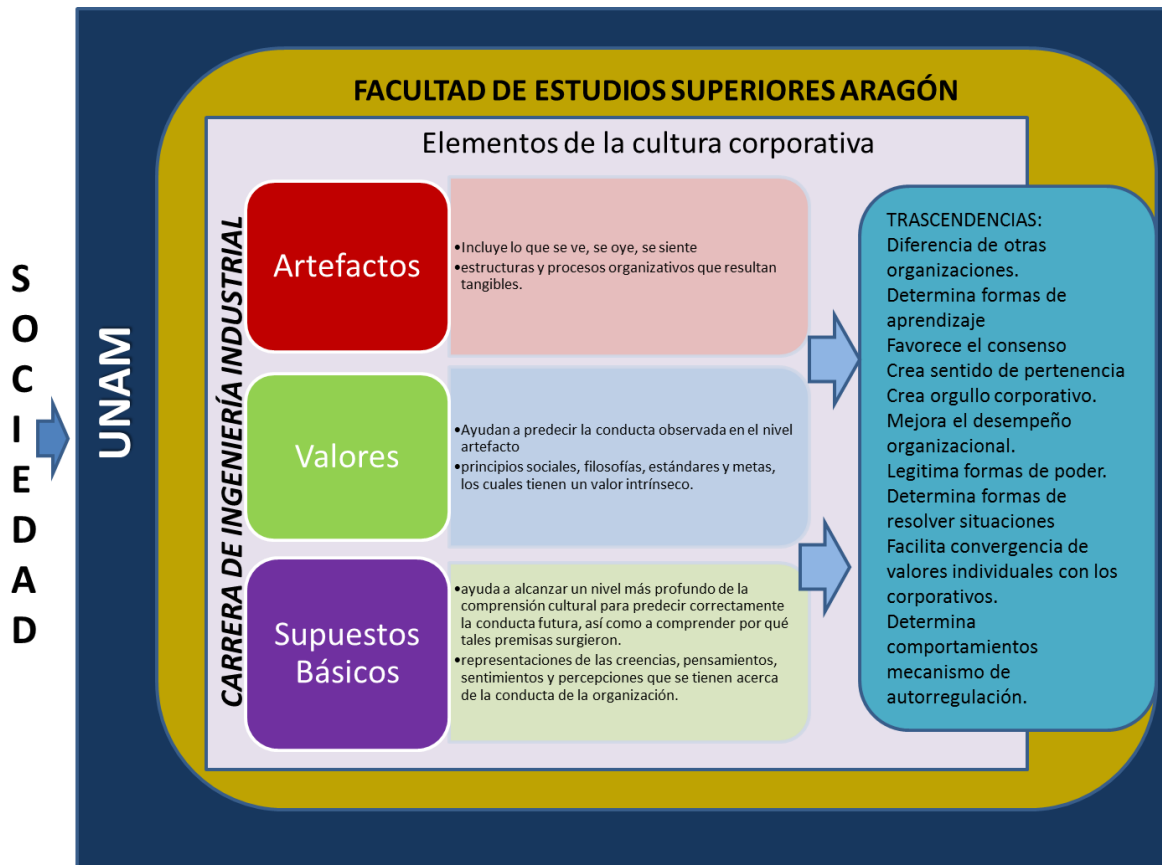 SOCIEDAD
UNAM
FACULTAD DE ESTUDIOS SUPERIORES ARAGÓN
CARRERA DE INGENIERÍA INDUSTRIAL
Elementos de la cultura corporativa
Artefactos
•Incluye lo que se ve, se oye, se siente
•estructuras y procesos organizativos que resultan
tangibles.
Valores
•Ayudan a predecir la conducta observada en el nivel
artefacto
•principios sociales, filosofías, estándares y metas,
los cuales tienen un valor intrínseco.
Supuestos
Básicos
•ayuda a alcanzar un nivel más profundo de la
comprensión cultural para predecir correctamente
la conducta futura, así como a comprender por qué
tales premisas surgieron.
•representaciones de las creencias, pensamientos,
sentimientos y percepciones que se tienen acerca
de la conducta de la organización.
TRASCENDENCIAS:
Diferencia de otras
organizaciones.
Determina formas de
aprendizaje
Favorece el consenso
Crea sentido de pertenencia
Crea orgullo corporativo.
Mejora el desempeño
organizacional.
Legitima formas de poder.
Determina formas de
resolver situaciones
Facilita convergencia de
valores individuales con los
corporativos.
Determina
comportamientos
mecanismo de
autorregulación.